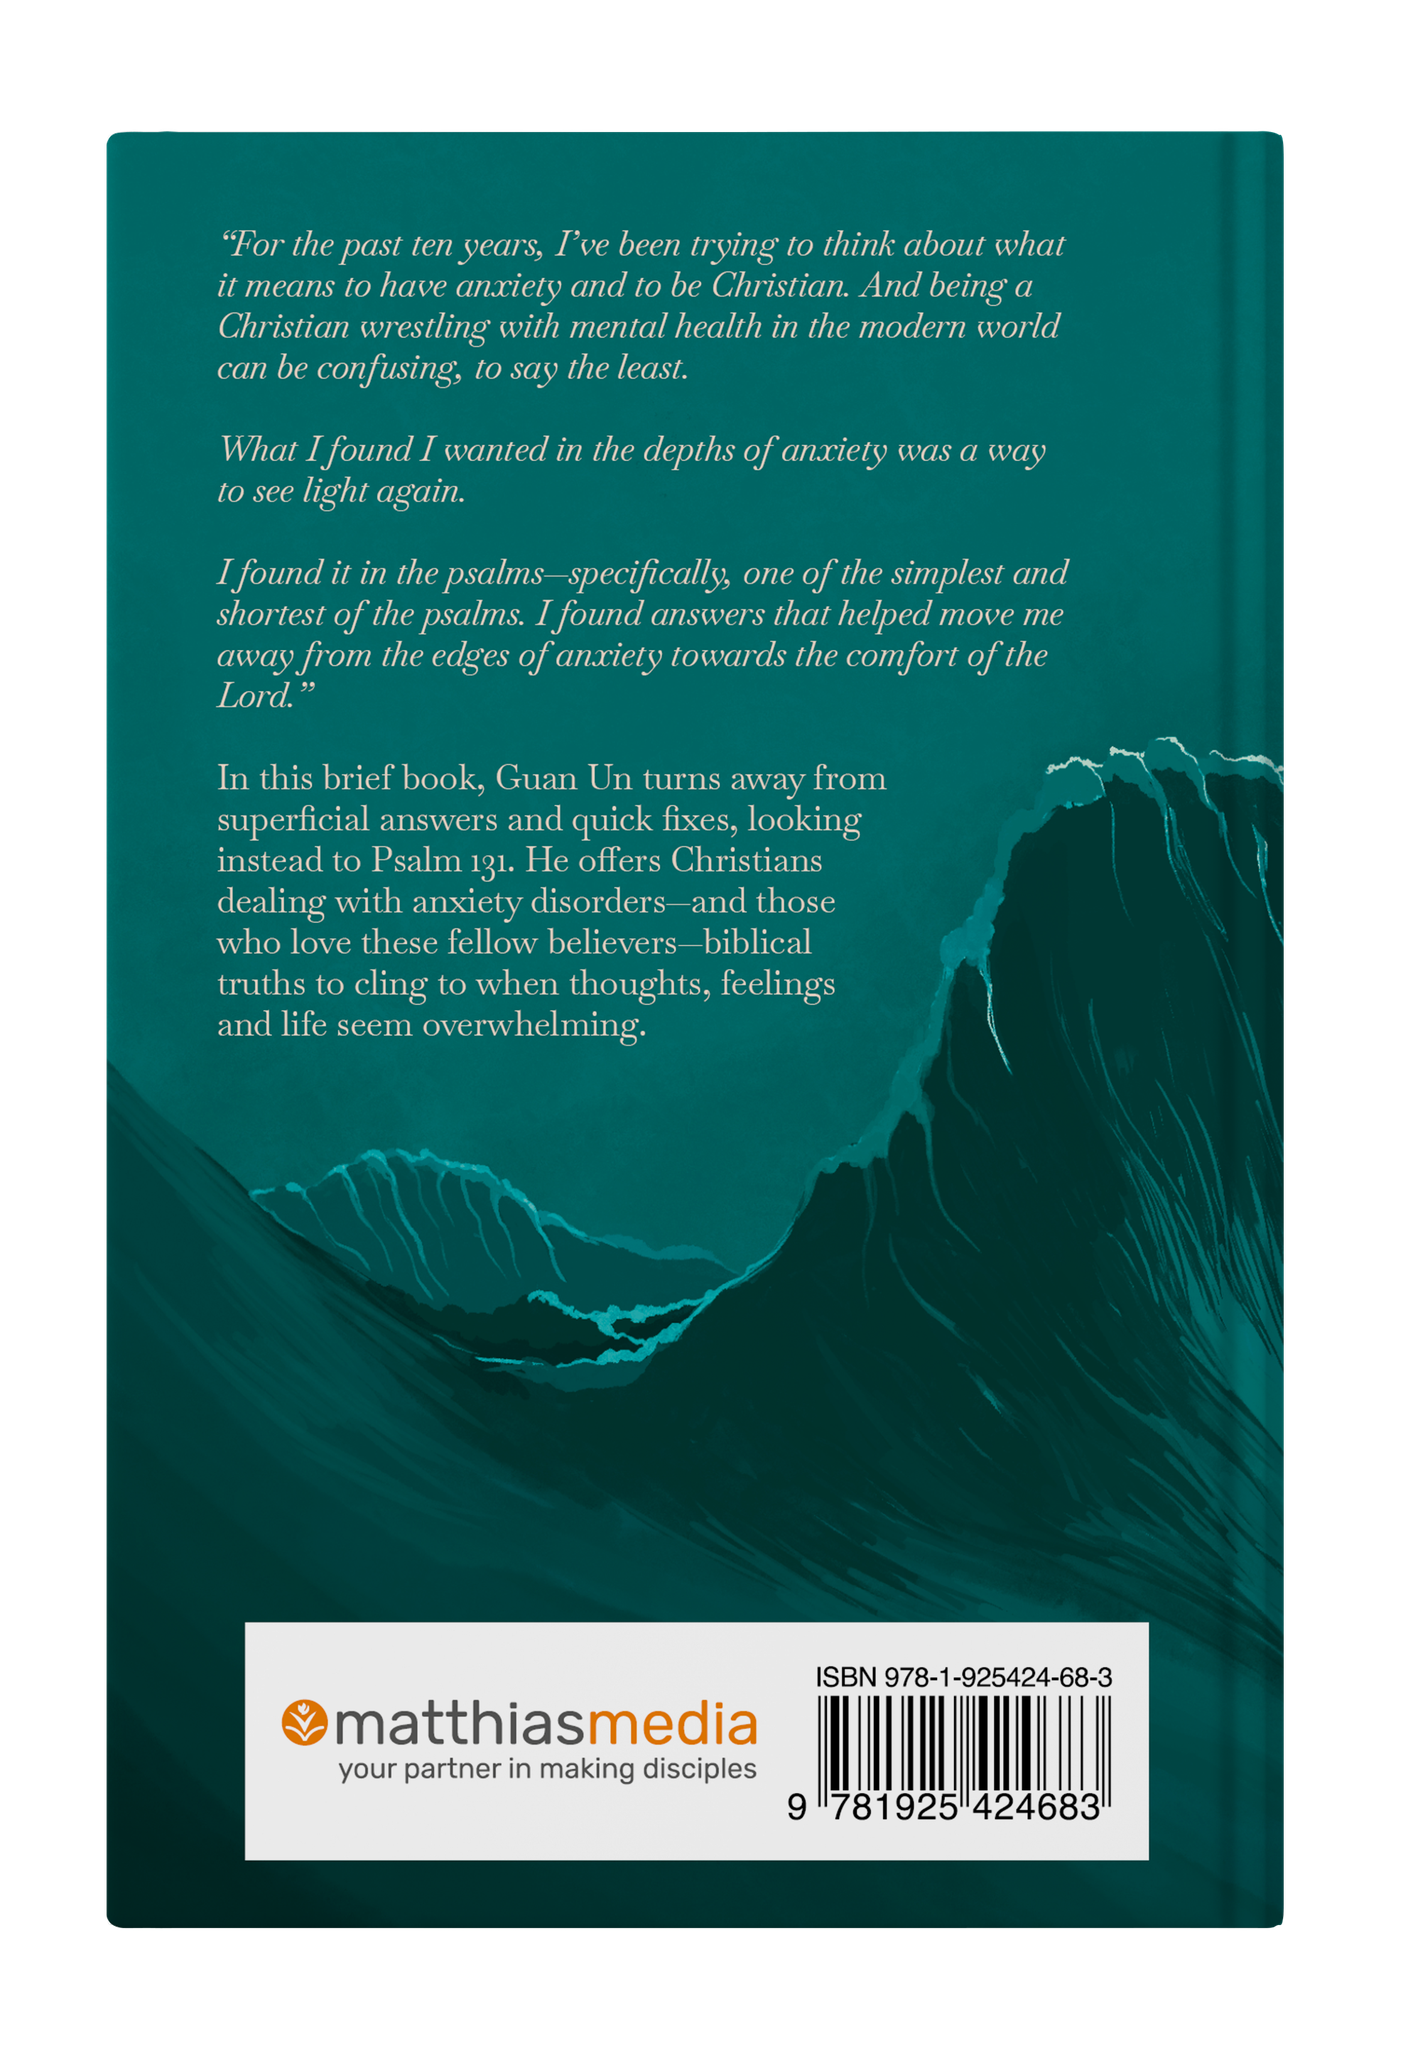 “For the past ten years, I’ve been trying to think about what
it means to have anxiety and to be Christian. And being a
Christian wrestling with mental health in the modern world
can be confusing, to say the least.
What I found I wanted in the depths of anxiety was a way
to see light again.
I found it in the psalms—specifically, one of the simplest and
shortest of the psalms. I found answers that helped move me
away from the edges of anxiety towards the comfort of the
Lord.”
In this brief book, Guan Un turns away from
superficial answers and quick fixes, looking
instead to Psalm 131. He offers Christians
dealing with anxiety disorders—and those
who love these fellow believers—biblical
truths to cling to when thoughts, feelings
and life seem overwhelming.
matthiasmedia
your partner in making disciples
ISBN 978-1-925424-68-3
9 781925 424683